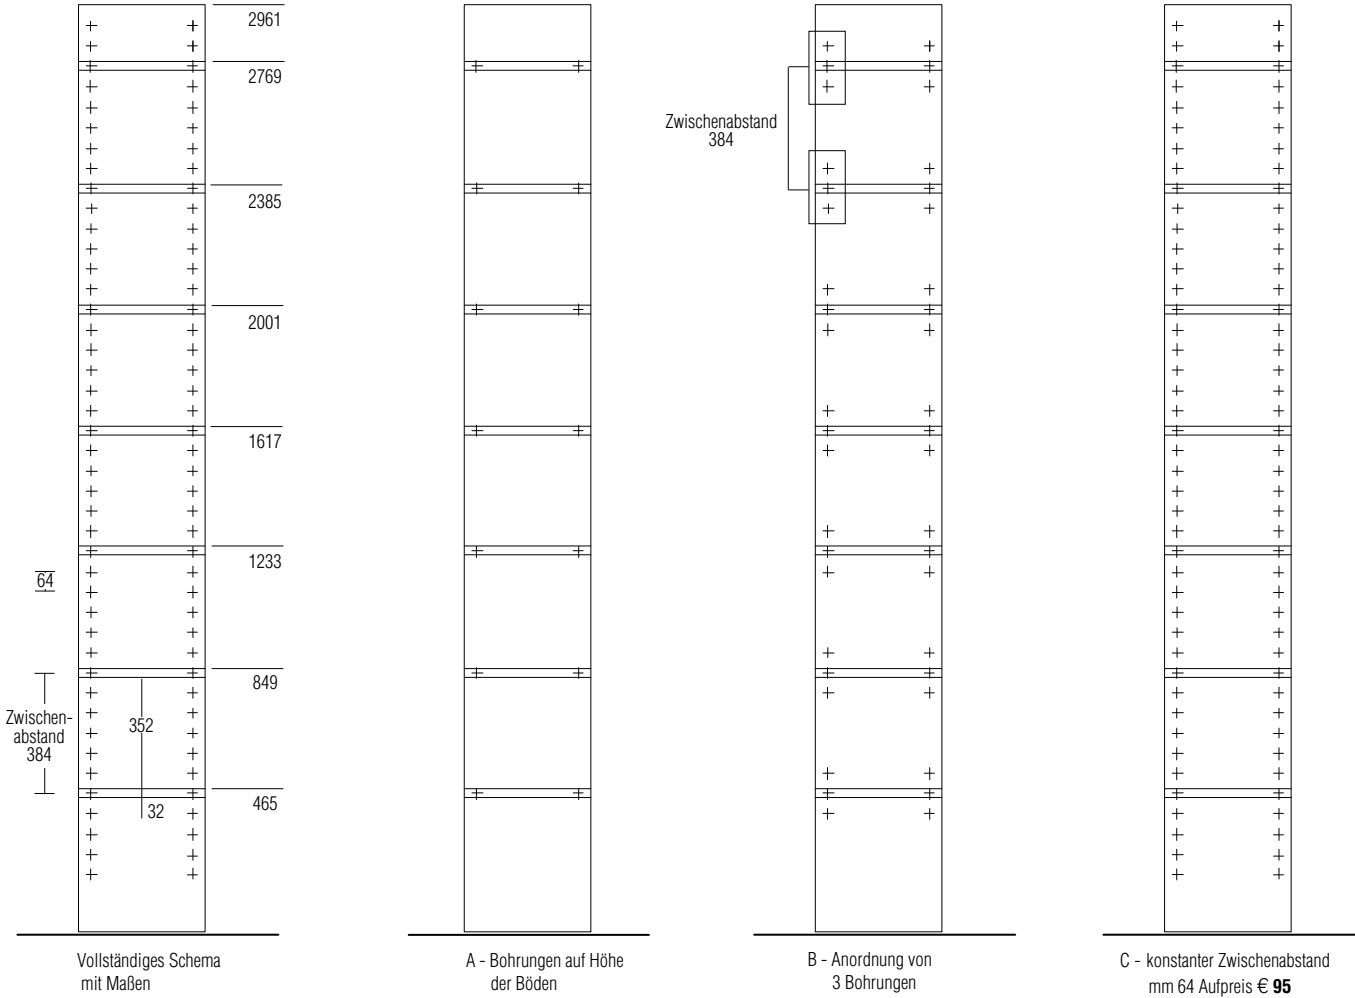 2961
2769
2385
2001
1617
1233
849
465
64
Zwischen-
abstand
384
352
32
Zwischenabstand
384
Vollständiges Schema
mit Maßen
A - Bohrungen auf Höhe
der Böden
B - Anordnung von
3 Bohrungen
C - konstanter Zwischenabstand
mm 64 Aufpreis € 95